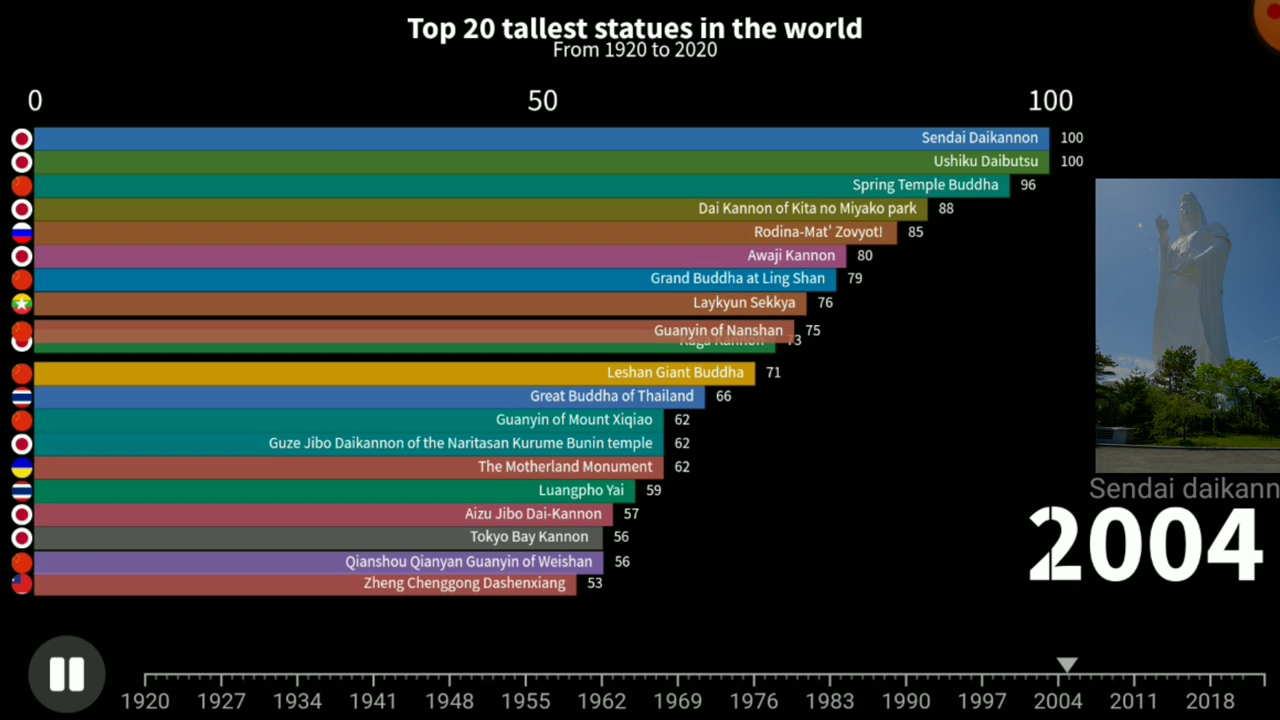 Top 20 tallest statues in the world
From 1920 to 2020
0 50 100
Sendai Daikannon 100
Ushiku Daibutsu 100
Spring Temple Buddha 96
Dai Kannon of Kita no Miyako park 88
Rodina-Mat' Zovyot! 85
Awaji Kannon 80
Grand Buddha at Ling Shan 79
Laykyun Sekkya 76
Guanyin of Nanshan 75
Kaga Kannon 73
Leshan Giant Buddha 71
Great Buddha of Thailand 66
Guanyin of Mount Xiqiao 62
Guze Jibo Daikannon of the Naritasan Kurume Bunin temple 62
The Motherland Monument 62
Luangpho Yai 59
Aizu Jibo Dai-Kannon 57
Tokyo Bay Kannon 56
Qianshou Qianyan Guanyin of Weishan 56
Zheng Chenggong Dashenxiang 53
Sendai daikann
2004
1920 1927 1934 1941 1948 1955 1962 1969 1976 1983 1990 1997 2004 2011 2018